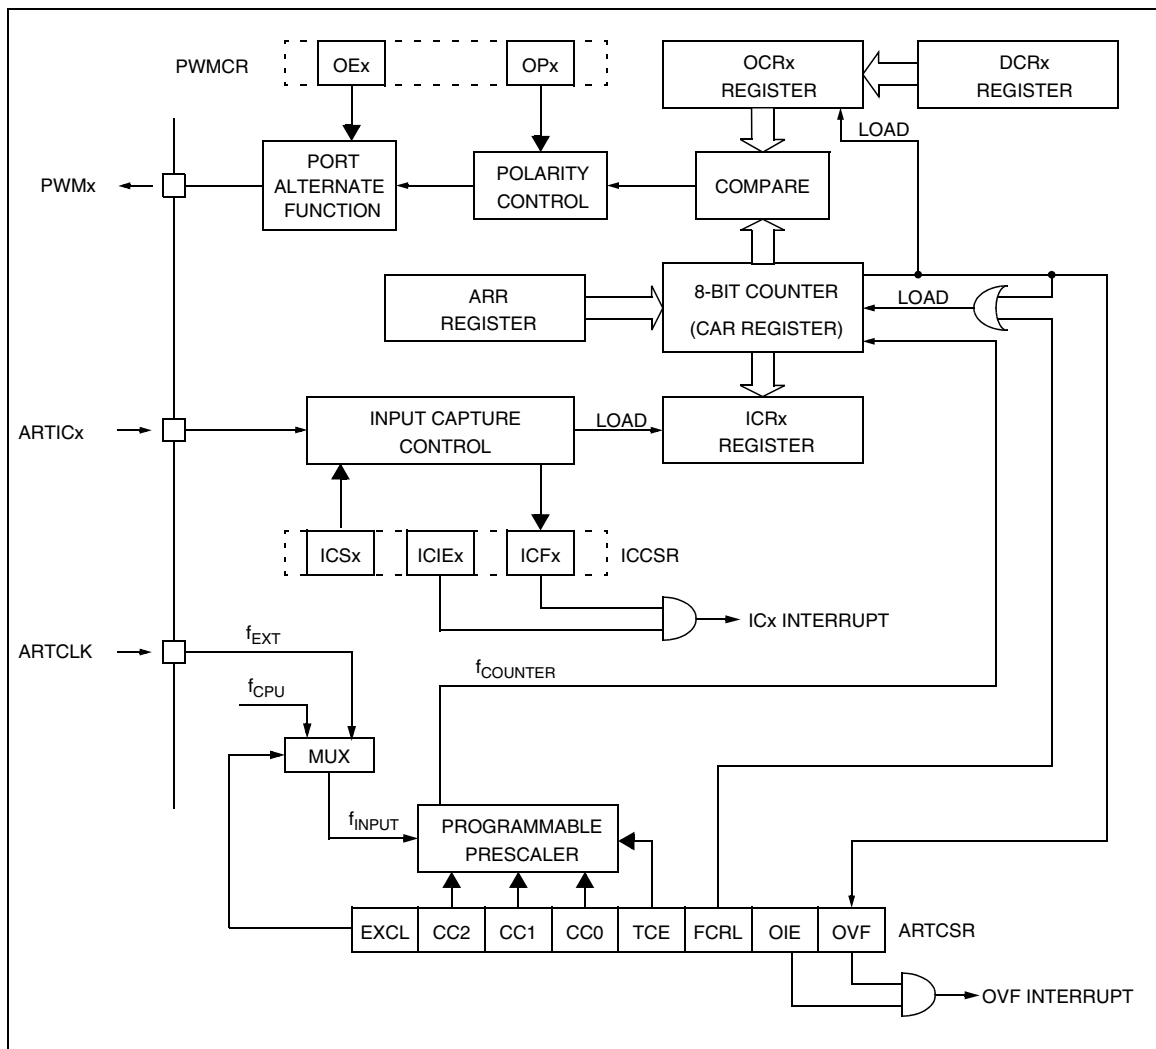 PWMCR
OEx
OPx
OCRx
REGISTER
DCRx
REGISTER
LOAD
PWMx
PORT
ALTERNATE
FUNCTION
POLARITY
CONTROL
COMPARE
ARR
REGISTER
8-BIT COUNTER
(CAR REGISTER)
LOAD
ARTICx
INPUT CAPTURE
CONTROL
LOAD
ICRx
REGISTER
ICSx
ICIEx
ICFx
ICCSR
ICx INTERRUPT
ARTCLK
fEXT
fCPU
fCOUNTER
MUX
fINPUT
PROGRAMMABLE
PRESCALER
EXCL
CC2
CC1
CC0
TCE
FCRL
OIE
OVF
ARTCSR
OVF INTERRUPT